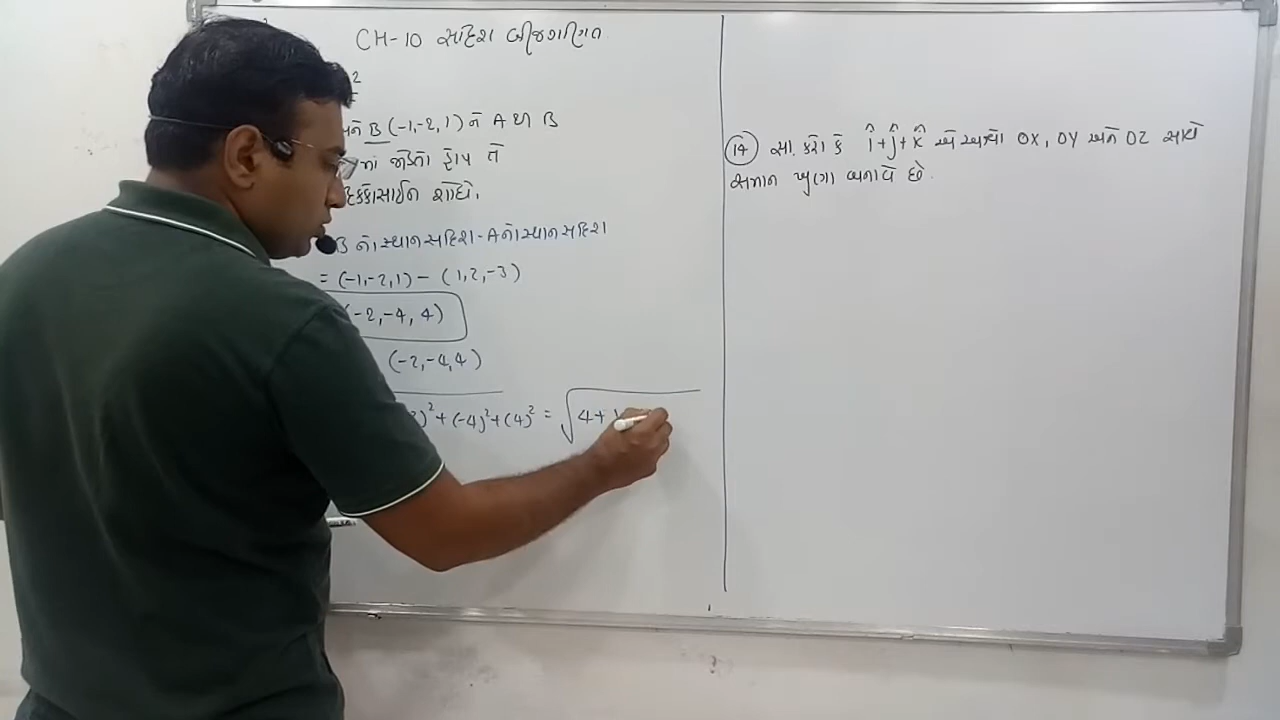 CH-10 સદિશ બીજગણિત
2
અને B (-1,-2,1) ને A થી B
માં જોડતા હોય તે
દિકકોસાઈન શોધો.
B નો સ્થાનસદિશ - A નો સ્થાનસદિશ
= (-1,-2,1) - (1,2,-3)
(-2,-4, 4)
(-2,-4,4)
)² + (-4)² + (4)² = √4+
(14) સા. કરો કે î+ĵ+k̂ એ અક્ષો OX, OY અને OZ સાથે
સમાન ખુણા બનાવે છે.